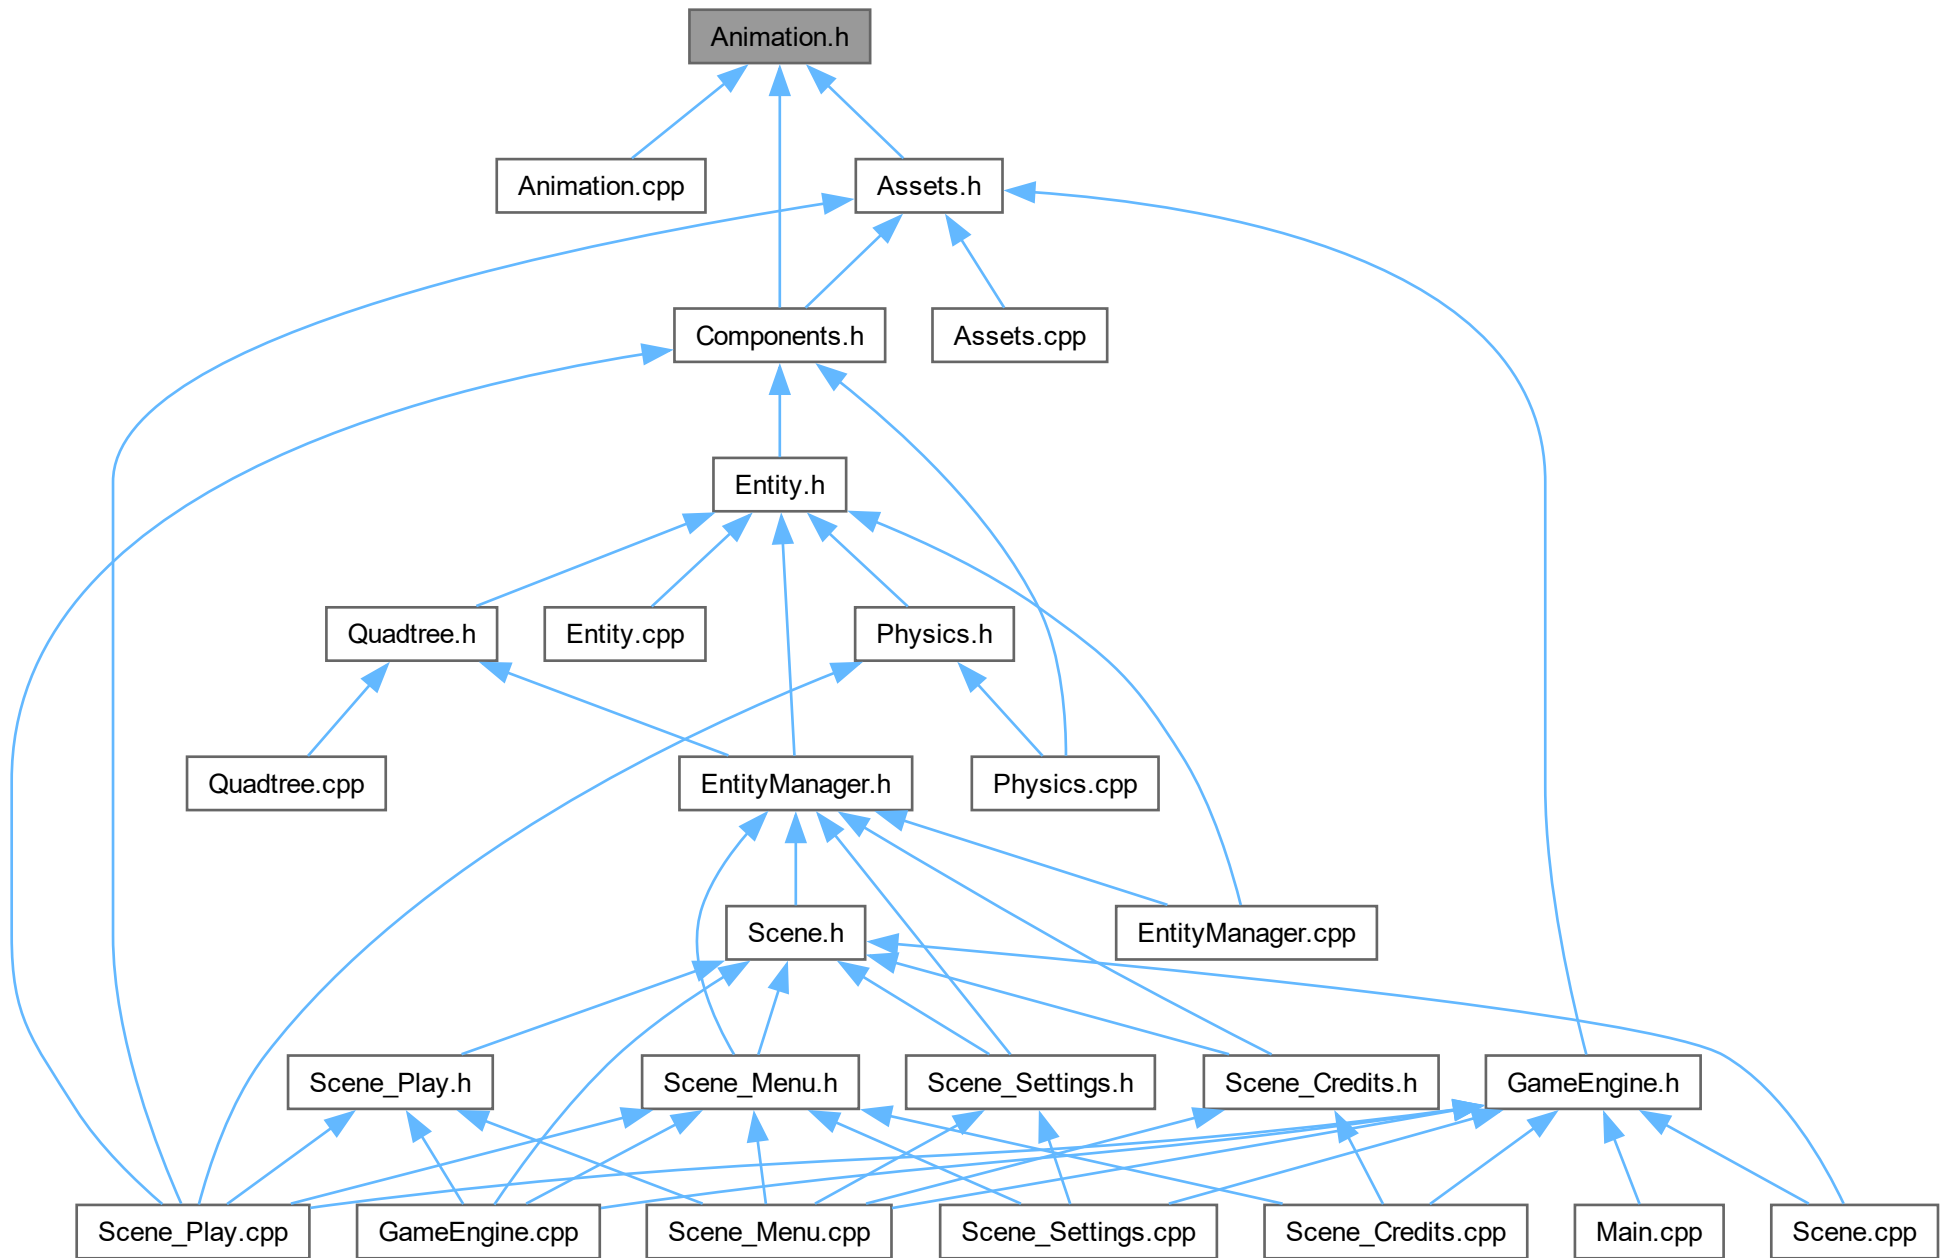 Animation.h
Animation.cpp
Assets.h
Components.h
Assets.cpp
Entity.h
Quadtree.h
Entity.cpp
Physics.h
Quadtree.cpp
EntityManager.h
Physics.cpp
Scene.h
EntityManager.cpp
Scene_Play.h
Scene_Menu.h
Scene_Settings.h
Scene_Credits.h
GameEngine.h
Scene_Play.cpp
GameEngine.cpp
Scene_Menu.cpp
Scene_Settings.cpp
Scene_Credits.cpp
Main.cpp
Scene.cpp